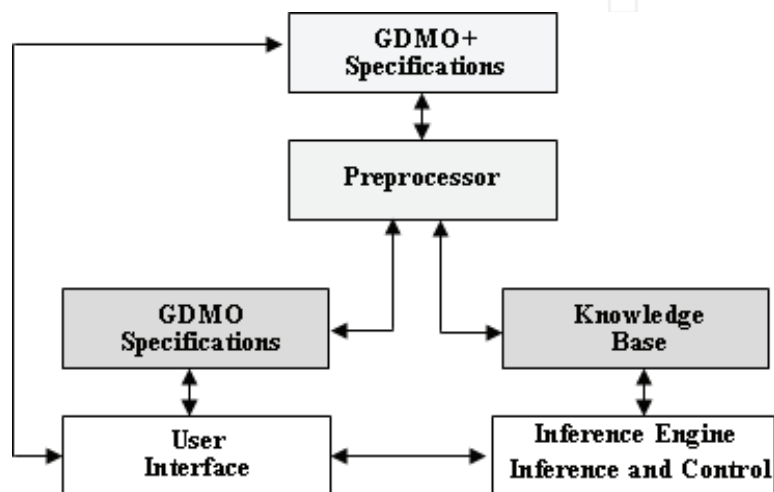 GDMO+
Specifications
Preprocessor
GDMO
Specifications
Knowledge
Base
User
Interface
Inference Engine
Inference and Control